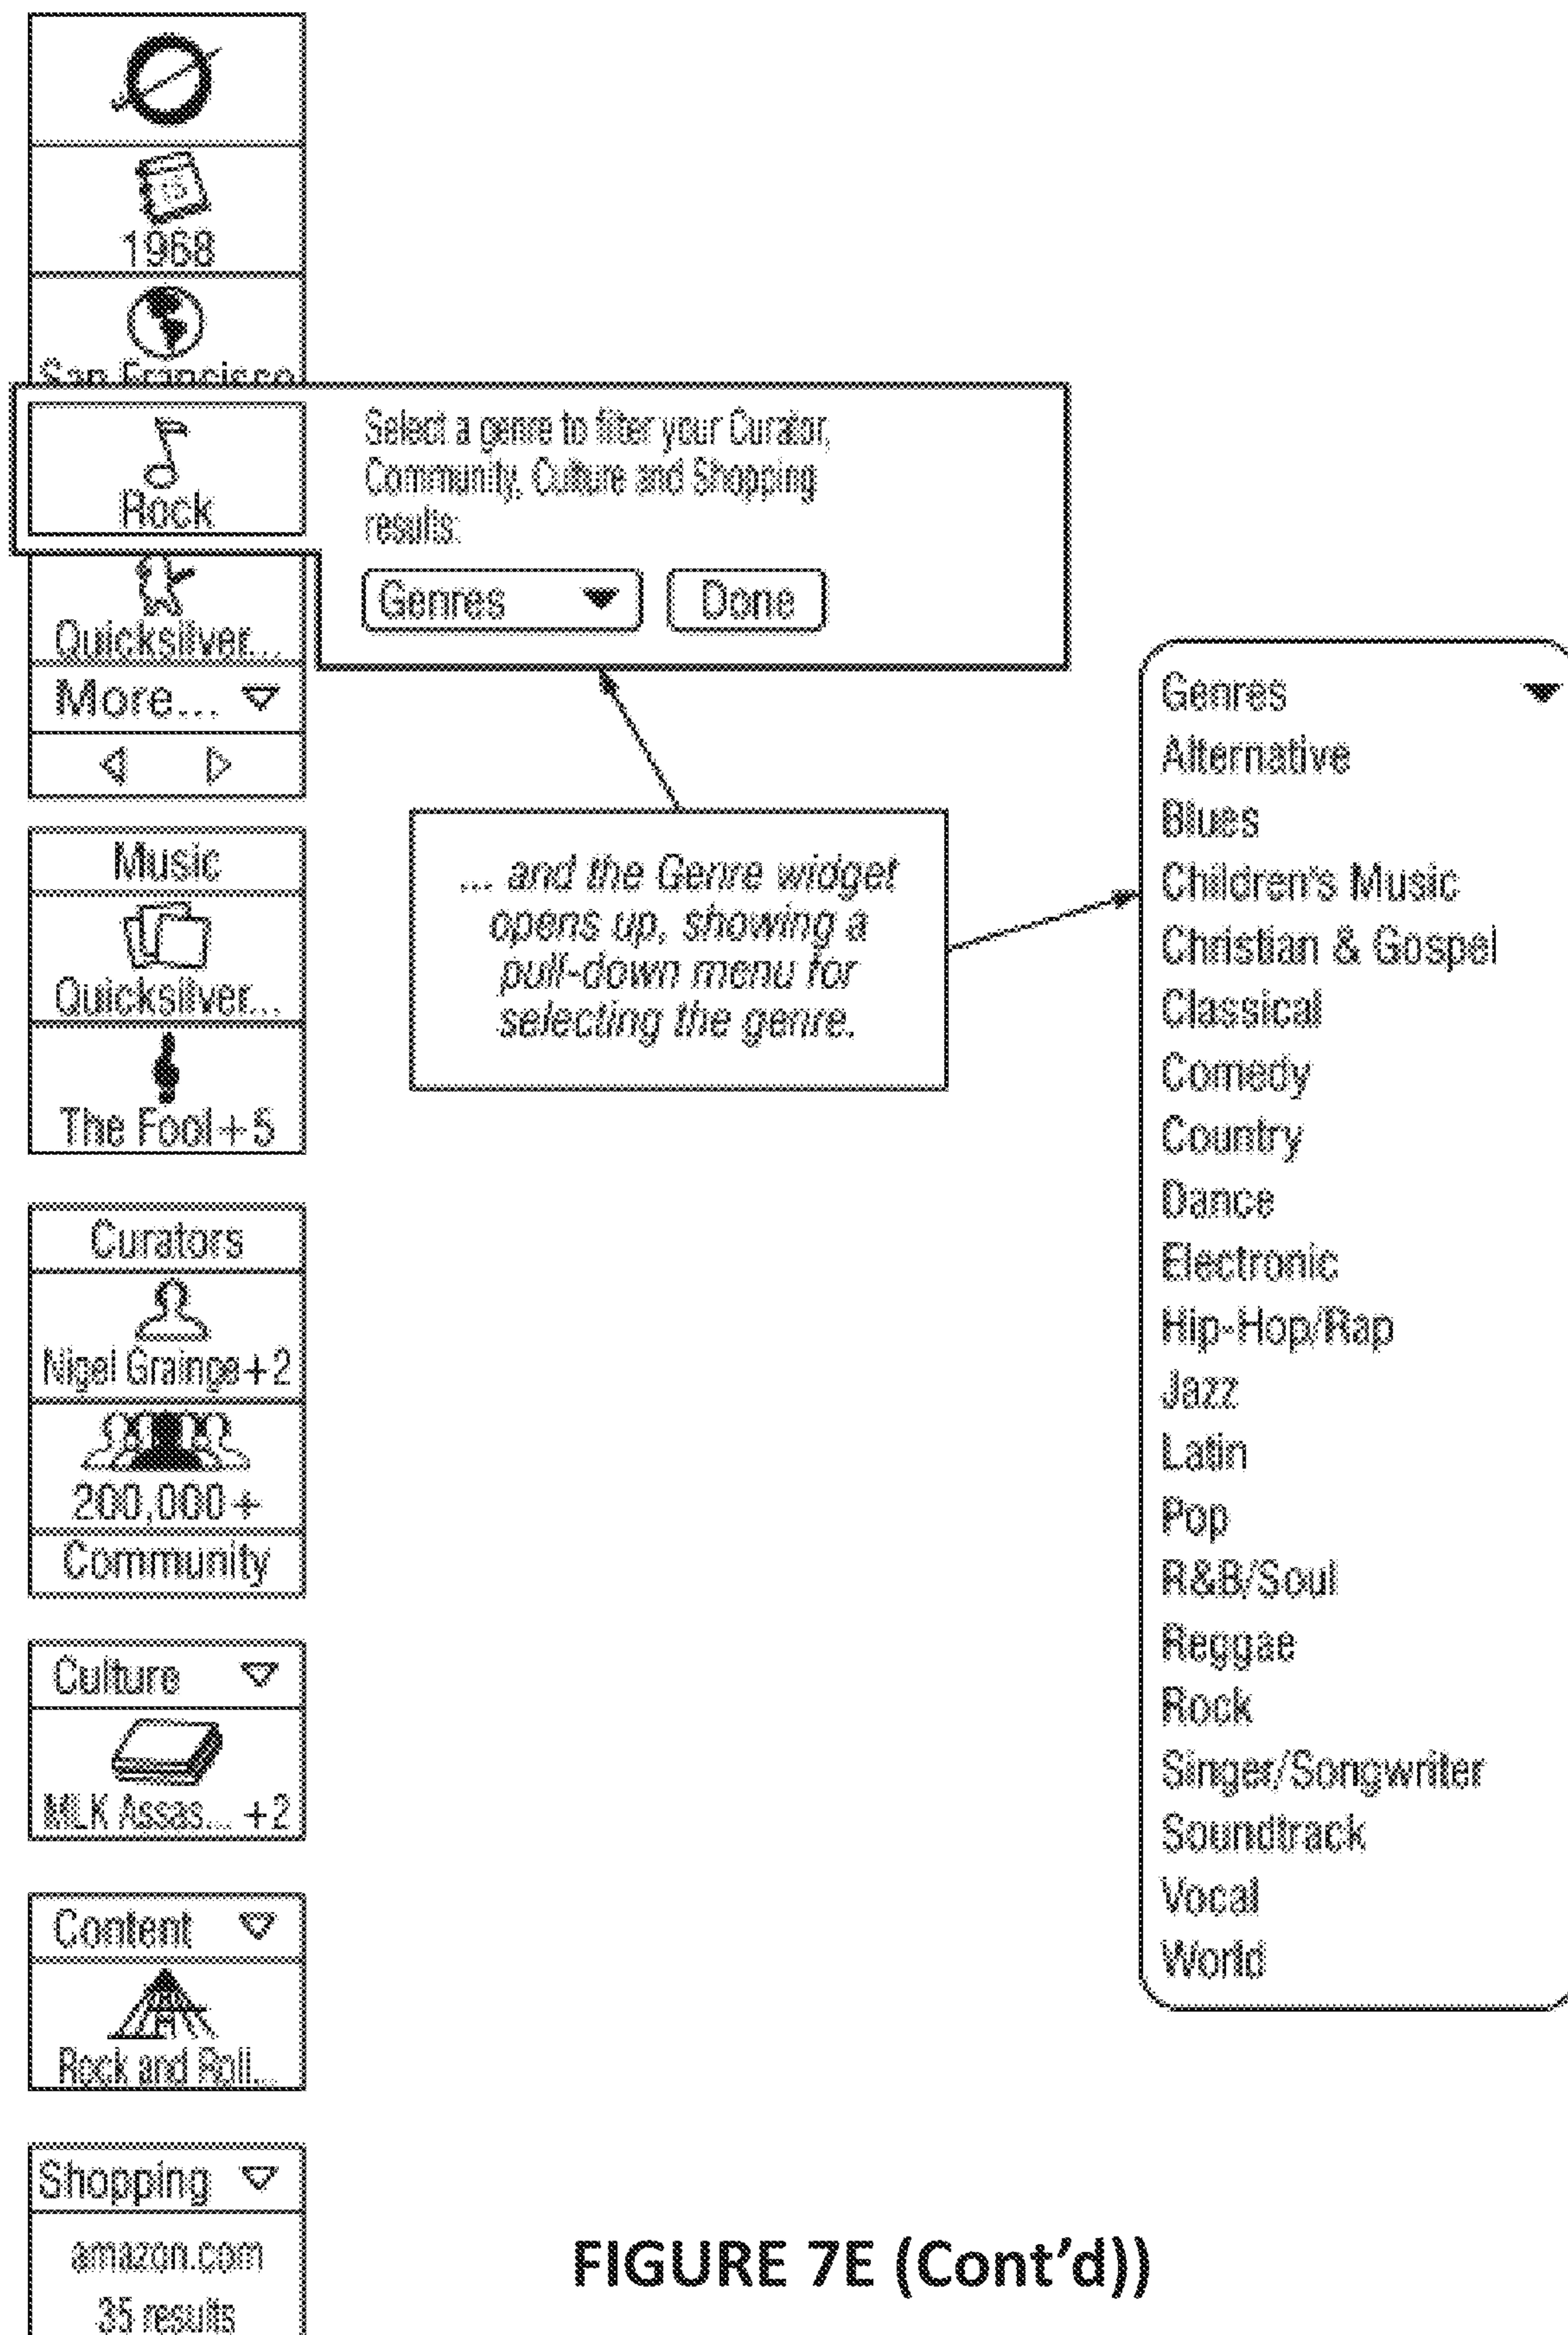 15
1968
San Francisco
Rock
Select a genre to filter your Curator,
Community, Culture and Shopping
results:
Genres
Done
Quicksilver...
More...
Music
Quicksilver...
The Fool+5
... and the Genre widget
opens up, showing a
pull-down menu for
selecting the genre.
Curators
Nigel Grainge+2
200,000+
Community
Culture
MLK Assas... +2
Content
Rock and Roll...
Shopping
amazon.com
35 results
Genres
Alternative
Blues
Children's Music
Christian & Gospel
Classical
Comedy
Country
Dance
Electronic
Hip-Hop/Rap
Jazz
Latin
Pop
R&B/Soul
Reggae
Rock
Singer/Songwriter
Soundtrack
Vocal
World
FIGURE 7E (Cont'd))